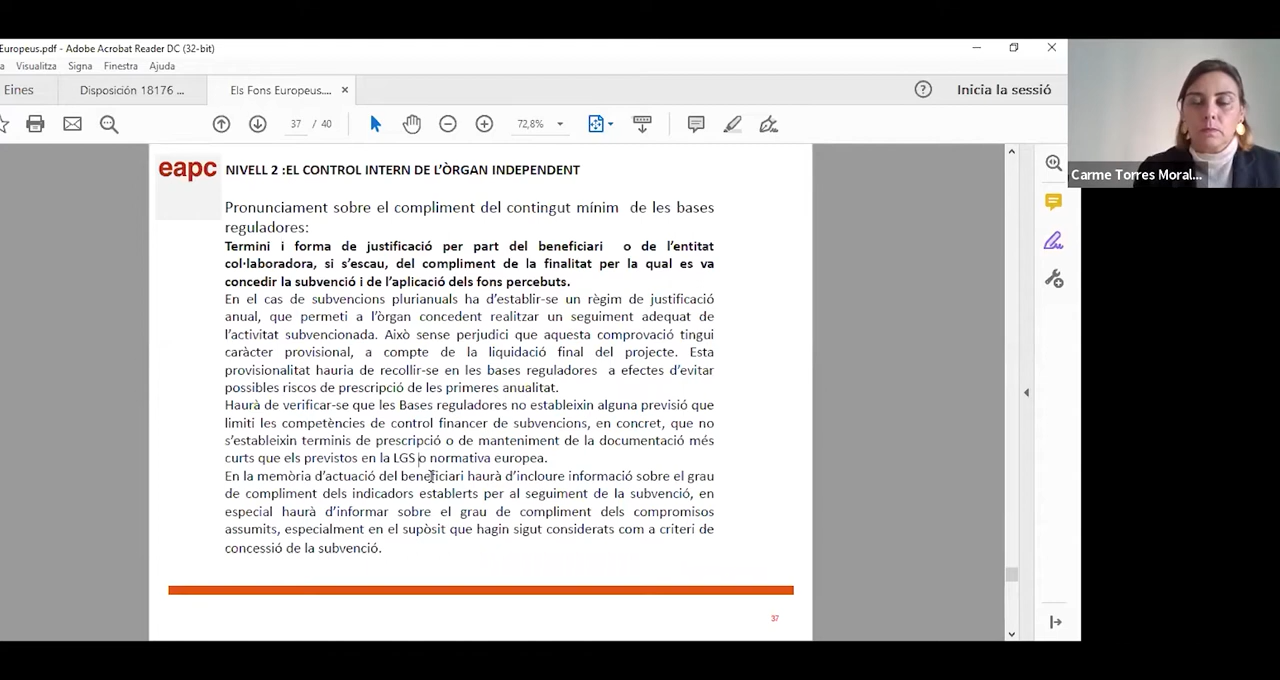 Europeus.pdf - Adobe Acrobat Reader DC (32-bit)
a Visualitza Signa Finestra Ajuda
Eines Disposición 18176 ... Els Fons Europeus.... × Inicia la sessió
37 / 40 72,8%
Carme Torres Moral...
eapc NIVELL 2 :EL CONTROL INTERN DE L'ÒRGAN INDEPENDENT
Pronunciament sobre el compliment del contingut mínim de les bases
reguladores:
Termini i forma de justificació per part del beneficiari o de l'entitat
col·laboradora, si s'escau, del compliment de la finalitat per la qual es va
concedir la subvenció i de l'aplicació dels fons percebuts.
En el cas de subvencions plurianuals ha d'establir-se un règim de justificació
anual, que permeti a l'òrgan concedent realitzar un seguiment adequat de
l'activitat subvencionada. Això sense perjudici que aquesta comprovació tingui
caràcter provisional, a compte de la liquidació final del projecte. Esta
provisionalitat hauria de recollir-se en les bases reguladores a efectes d'evitar
possibles riscos de prescripció de les primeres anualitat.
Haurà de verificar-se que les Bases reguladores no estableixin alguna previsió que
limiti les competències de control financer de subvencions, en concret, que no
s'estableixin terminis de prescripció o de manteniment de la documentació més
curts que els previstos en la LGS o normativa europea.
En la memòria d'actuació del beneficiari haurà d'incloure informació sobre el grau
de compliment dels indicadors establerts per al seguiment de la subvenció, en
especial haurà d'informar sobre el grau de compliment dels compromisos
assumits, especialment en el supòsit que hagin sigut considerats com a criteri de
concessió de la subvenció.
37